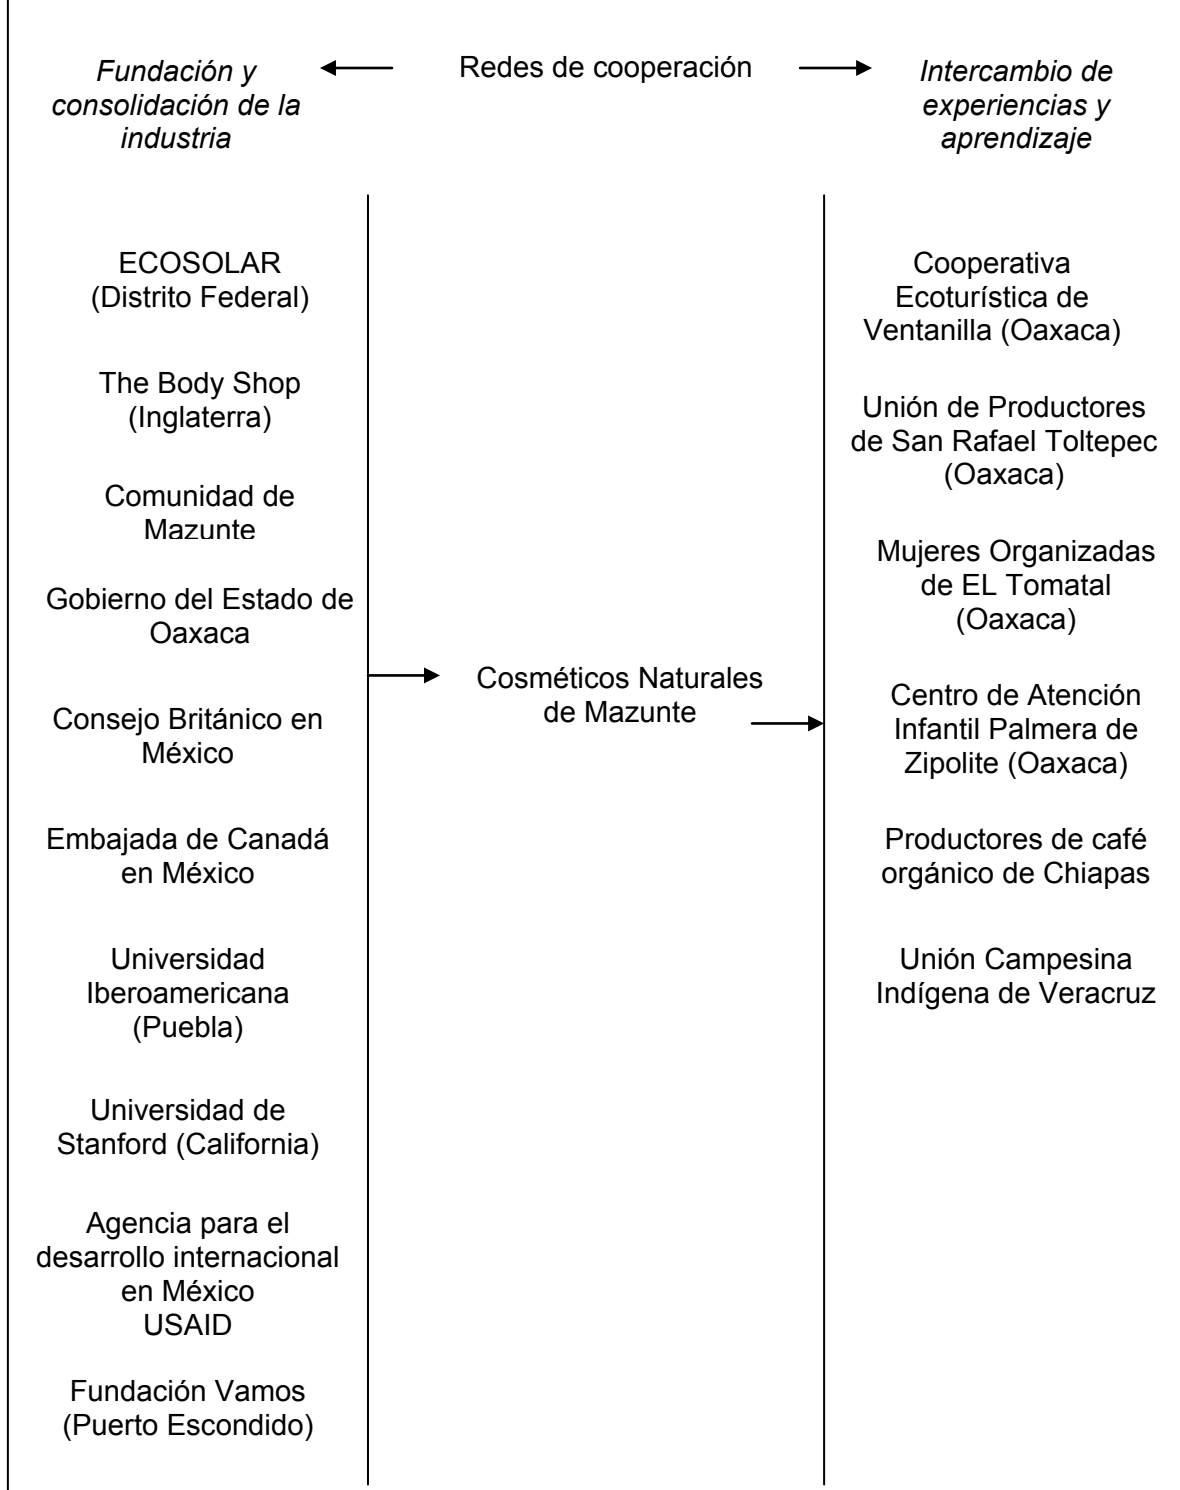 Redes de cooperación
Fundación y
consolidación de la
industria
Intercambio de
experiencias y
aprendizaje
ECOSOLAR
(Distrito Federal)
The Body Shop
(Inglaterra)
Comunidad de
Mazunte
Gobierno del Estado de
Oaxaca
Consejo Británico en
México
Embajada de Canadá
en México
Universidad
Iberoamericana
(Puebla)
Universidad de
Stanford (California)
Agencia para el
desarrollo internacional
en México
USAID
Fundación Vamos
(Puerto Escondido)
Cosméticos Naturales
de Mazunte
Cooperativa
Ecoturística de
Ventanilla (Oaxaca)
Unión de Productores
de San Rafael Toltepec
(Oaxaca)
Mujeres Organizadas
de EL Tomatal
(Oaxaca)
Centro de Atención
Infantil Palmera de
Zipolite (Oaxaca)
Productores de café
orgánico de Chiapas
Unión Campesina
Indígena de Veracruz